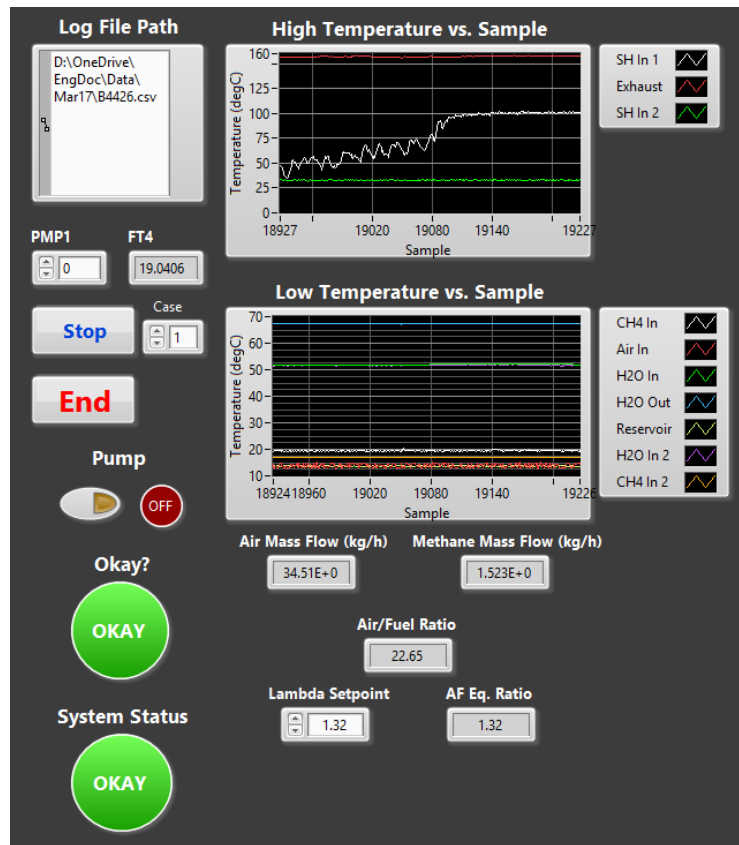 Log File Path
D:\OneDrive\
EngDoc\Data\
Mar17\B4426.csv
High Temperature vs. Sample
Temperature (degC)
160
125
100
75
50
25
0
18927
19020
19080
19140
19227
Sample
SH In 1
Exhaust
SH In 2
PMP1
0
FT4
19.0406
Stop
Case
1
End
Low Temperature vs. Sample
Temperature (degC)
70
60
50
40
30
20
10
18924
18960
19020
19080
19140
19226
Sample
CH4 In
Air In
H2O In
H2O Out
Reservoir
H2O In 2
CH4 In 2
Pump
OFF
Okay?
OKAY
System Status
OKAY
Air Mass Flow (kg/h)
34.51E+0
Methane Mass Flow (kg/h)
1.523E+0
Air/Fuel Ratio
22.65
Lambda Setpoint
1.32
AF Eq. Ratio
1.32